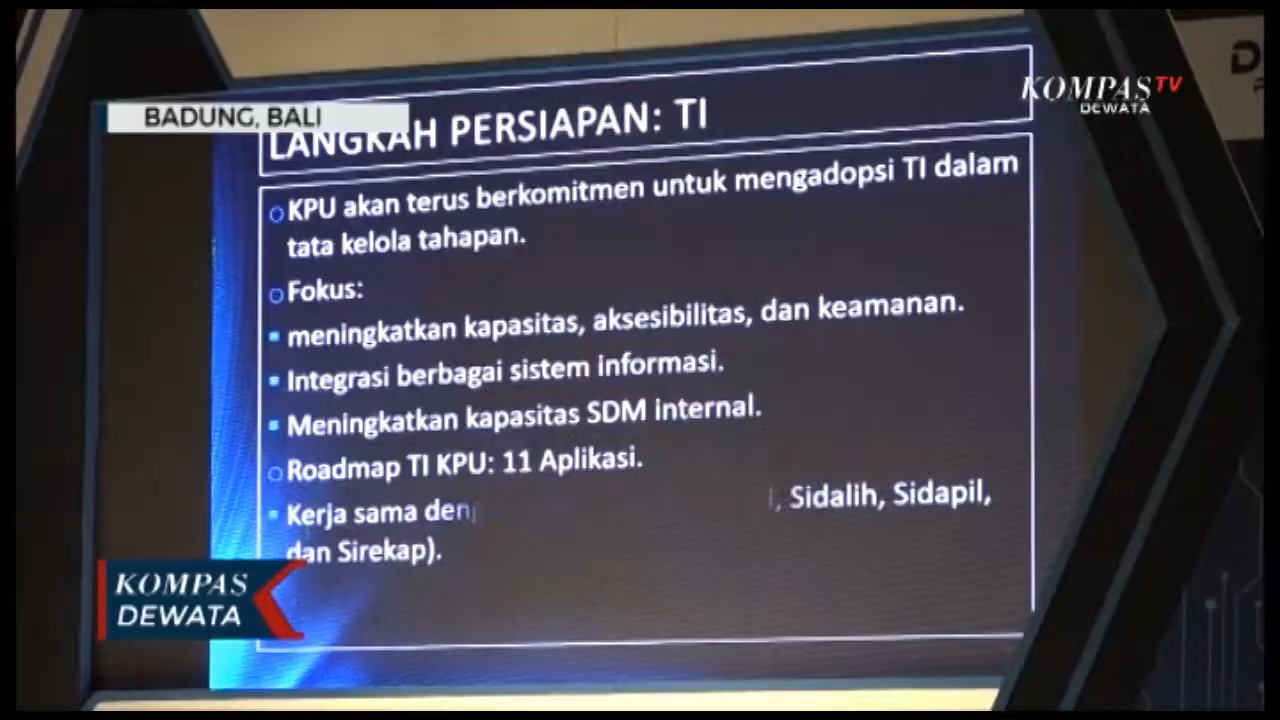 BADUNG, BALI
KOMPAS TV
DEWATA
LANGKAH PERSIAPAN: TI
KPU akan terus berkomitmen untuk mengadopsi TI dalam
tata kelola tahapan.
Fokus:
meningkatkan kapasitas, aksesibilitas, dan keamanan.
Integrasi berbagai sistem informasi.
Meningkatkan kapasitas SDM internal.
Roadmap TI KPU: 11 Aplikasi.
Kerja sama , Sidalih, Sidapil,
dan Sirekap).
KOMPAS
DEWATA